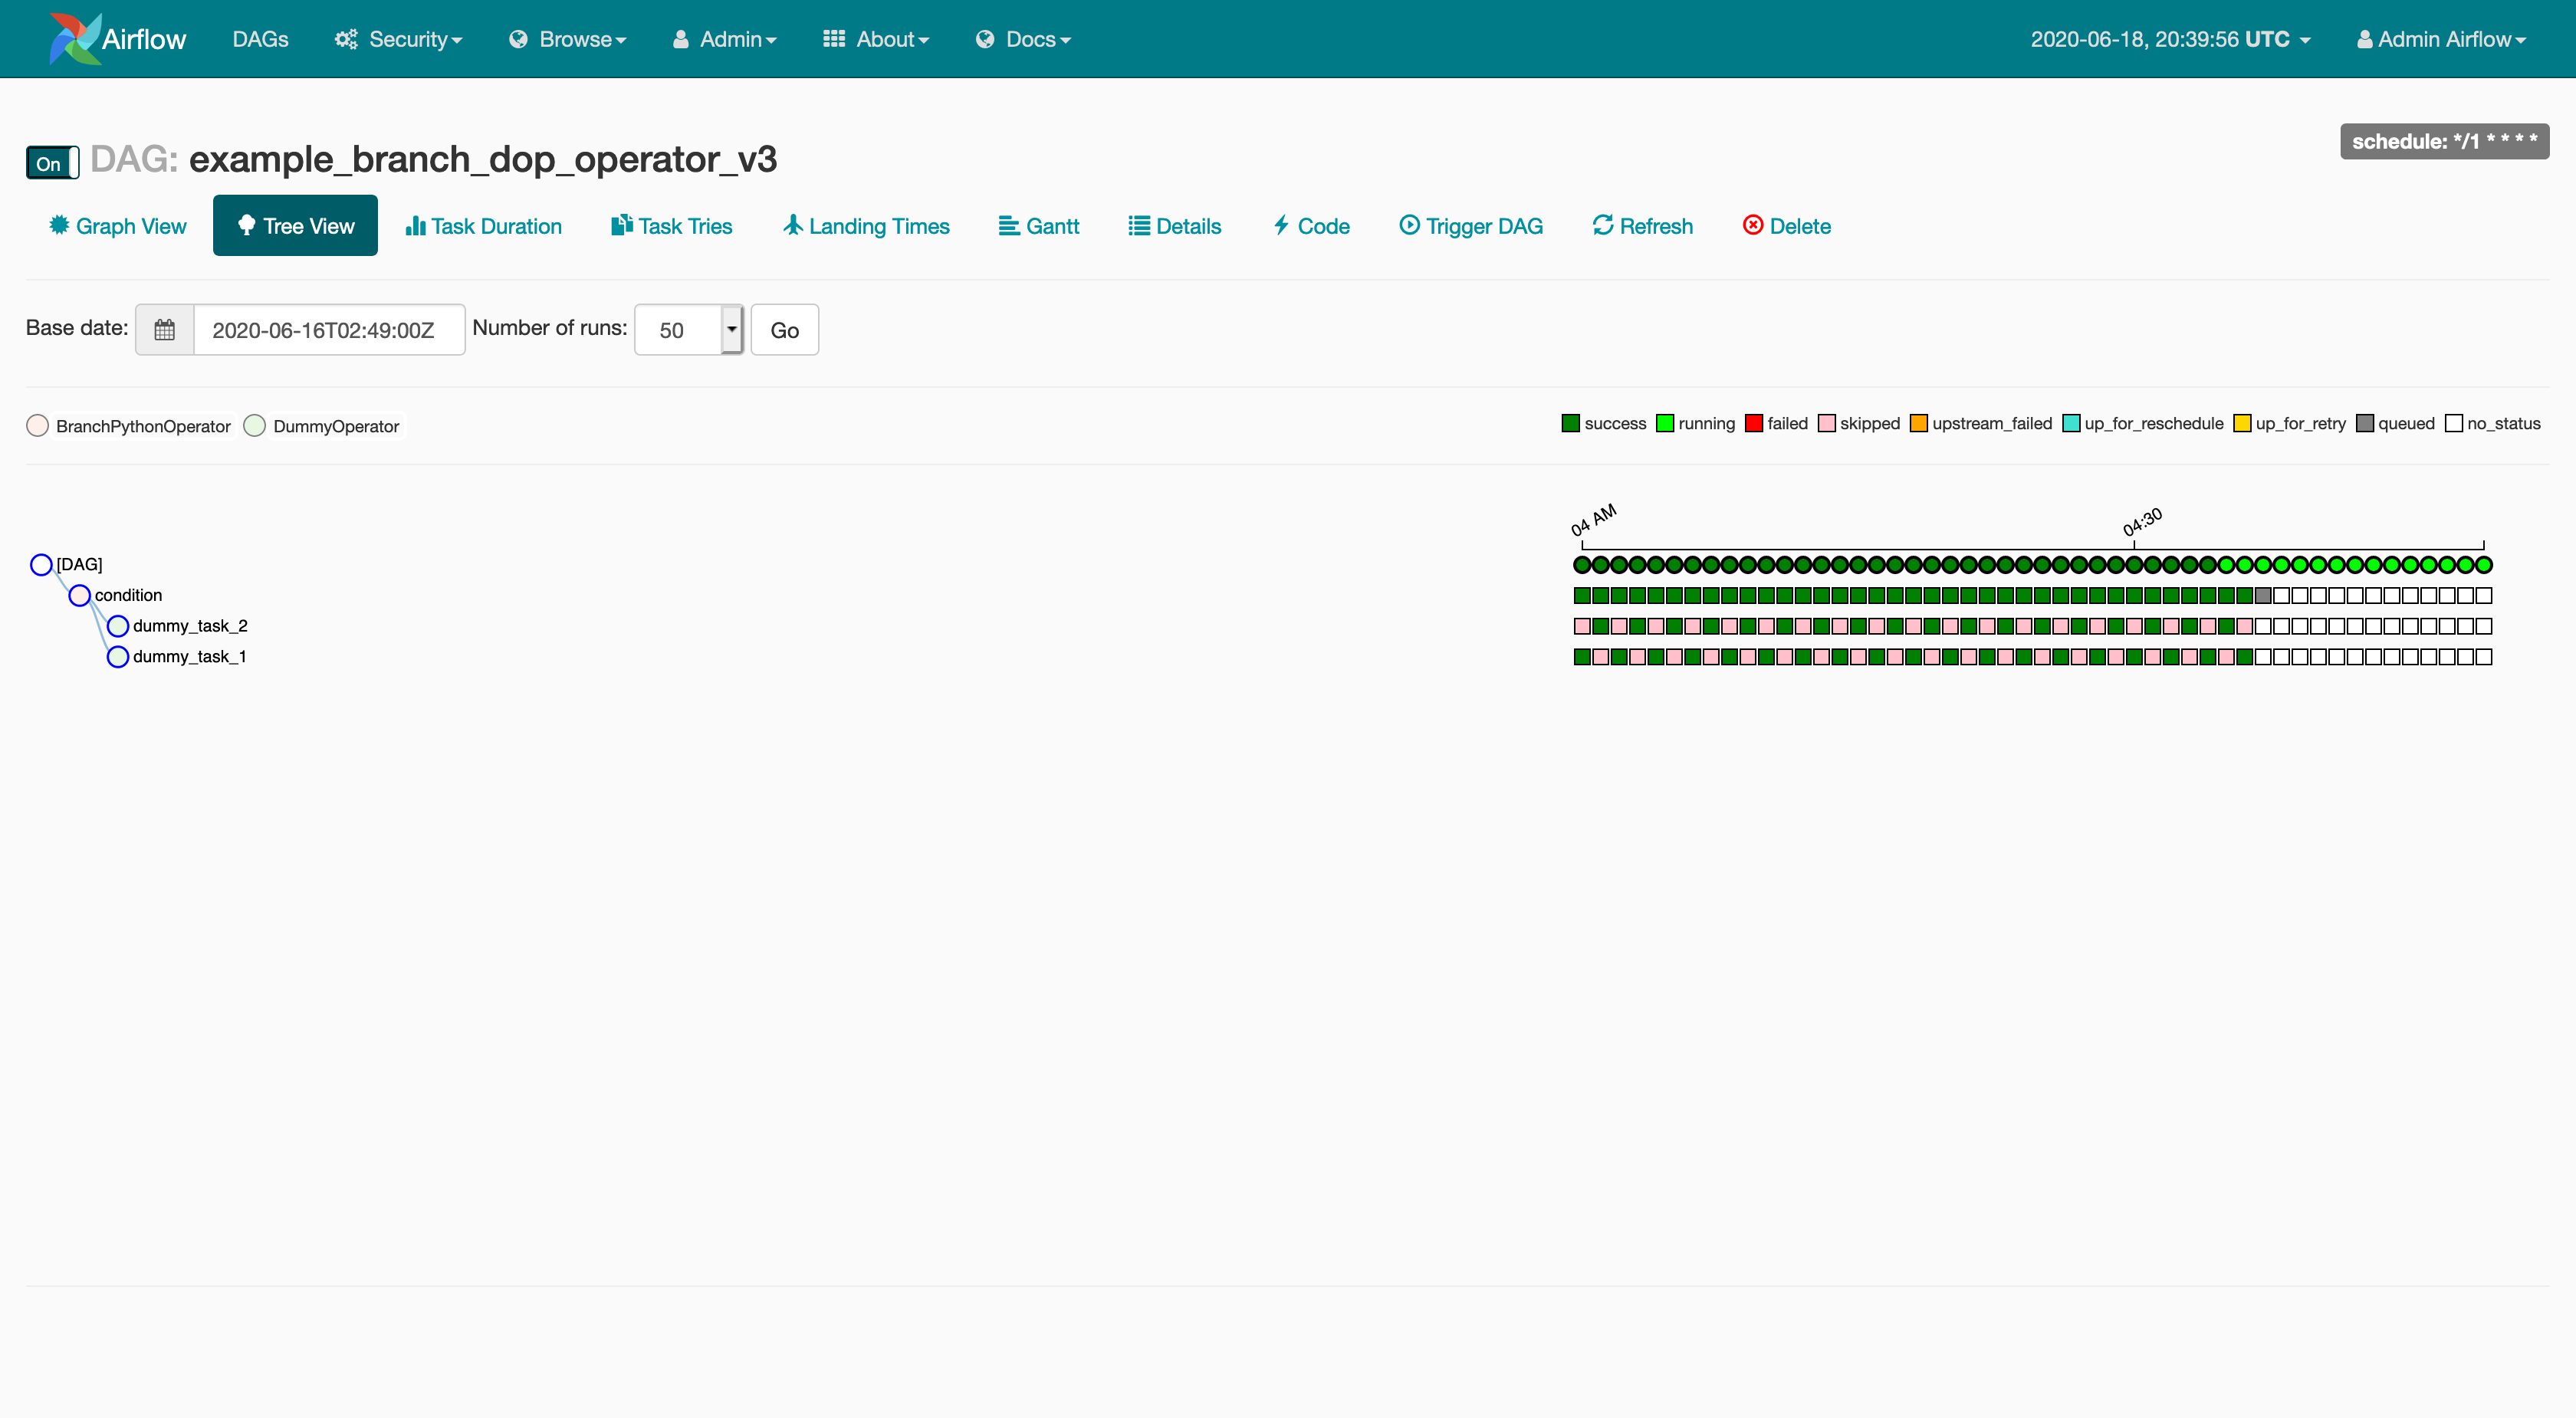 Airflow DAGs Security Browse Admin About Docs 2020-06-18, 20:39:56 UTC Admin Airflow
schedule: */1 * * * *
On DAG: example_branch_dop_operator_v3
Graph View Tree View Task Duration Task Tries Landing Times Gantt Details Code Trigger DAG Refresh Delete
Base date: 2020-06-16T02:49:00Z Number of runs: 50 Go
BranchPythonOperator DummyOperator success running failed skipped upstream_failed up_for_reschedule up_for_retry queued no_status
04 AM 04:30
[DAG]
condition
dummy_task_2
dummy_task_1